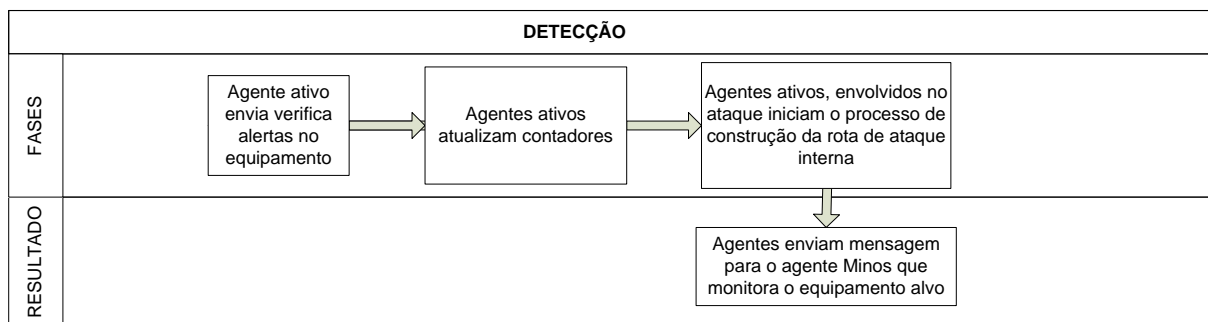 DETECÇÃO
FASES
Agente ativo
envia verifica
alertas no
equipamento
Agentes ativos
atualizam contadores
Agentes ativos, envolvidos no
ataque iniciam o processo de
construção da rota de ataque
interna
RESULTADO
Agentes enviam mensagem
para o agente Minos que
monitora o equipamento alvo